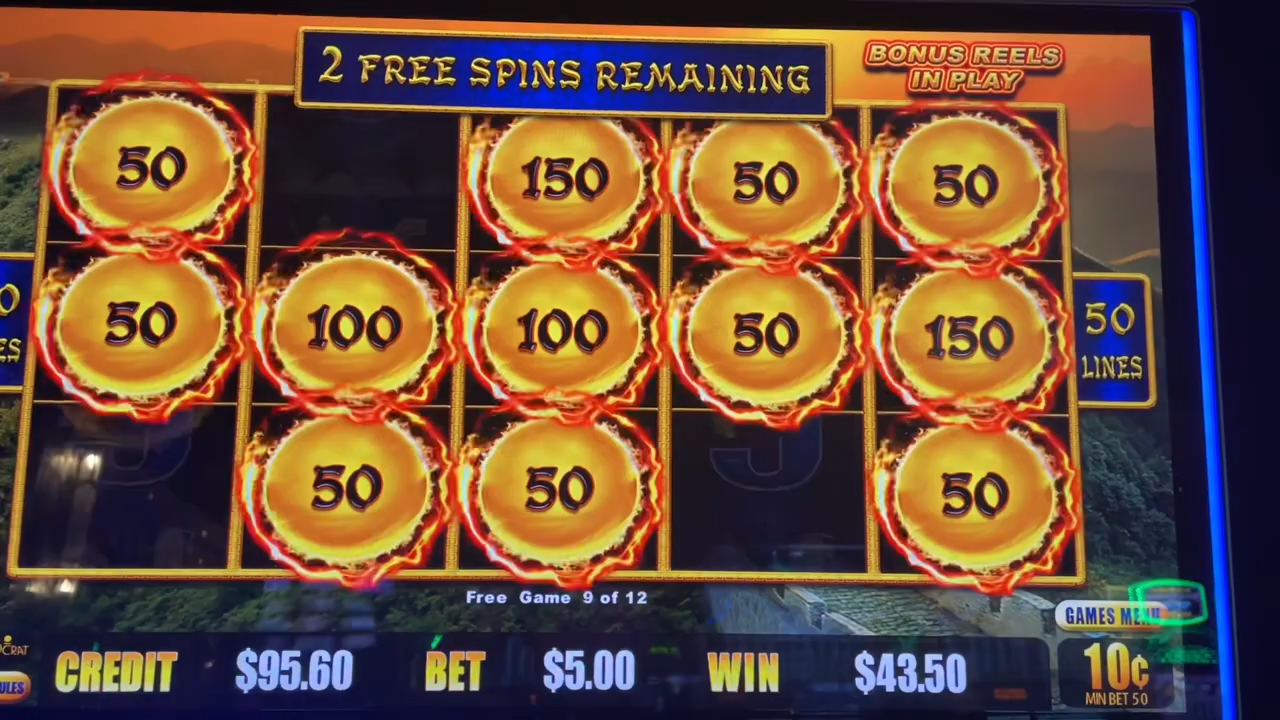 2 FREE SPINS REMAINING
BONUS REELS
IN PLAY
50
150
50
50
50
100
100
50
150
50
50
50
50
LINES
Free Game 9 of 12
GAMES MENU
CREDIT $95.60 BET $5.00 WIN $43.50
10¢
MIN BET 50